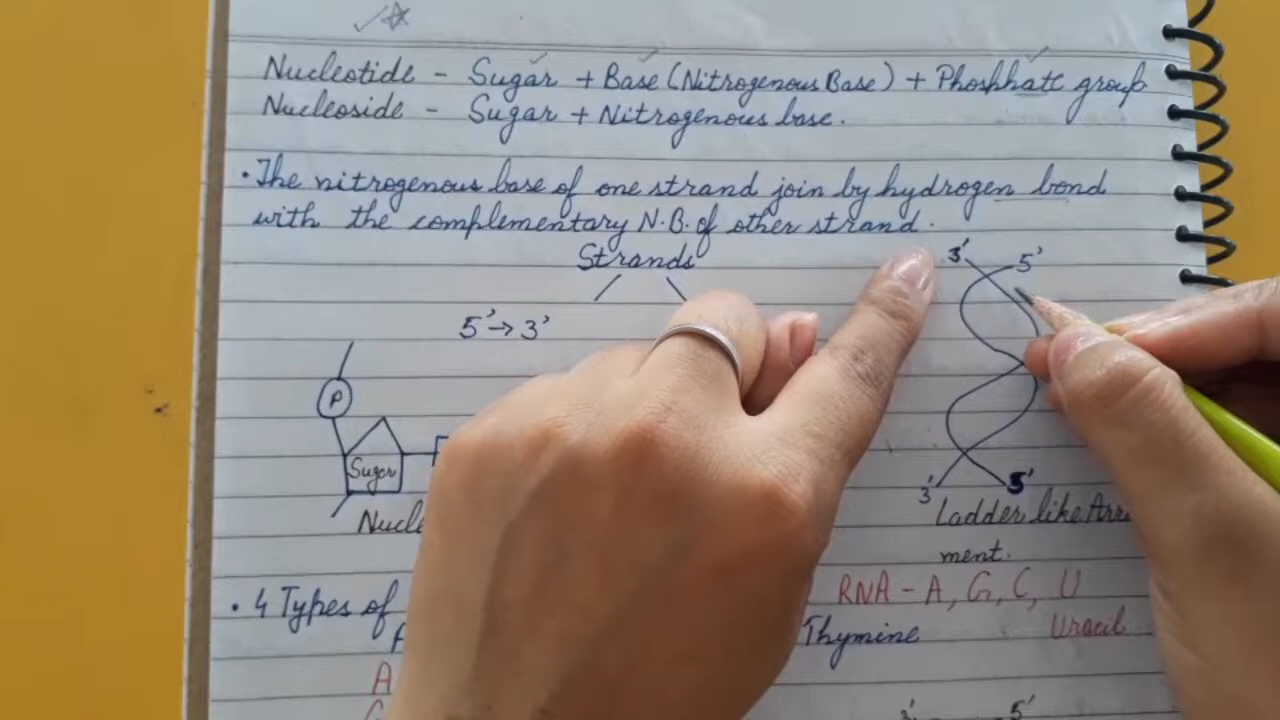 Nucleotide - Sugar + Base (Nitrogenous Base) + Phoshhate group
Nucleoside - Sugar + Nitrogenous base.
• The nitrogenous base of one strand join by hydrogen bond
with the complementary N.B. of other strand.
Strands
3' 5'
5' → 3'
P
Sugar
3' 5'
Ladder like
ment.
• 4 Types of
RNA - A, G, C, U
Thymine Uracil
A
3' 5'